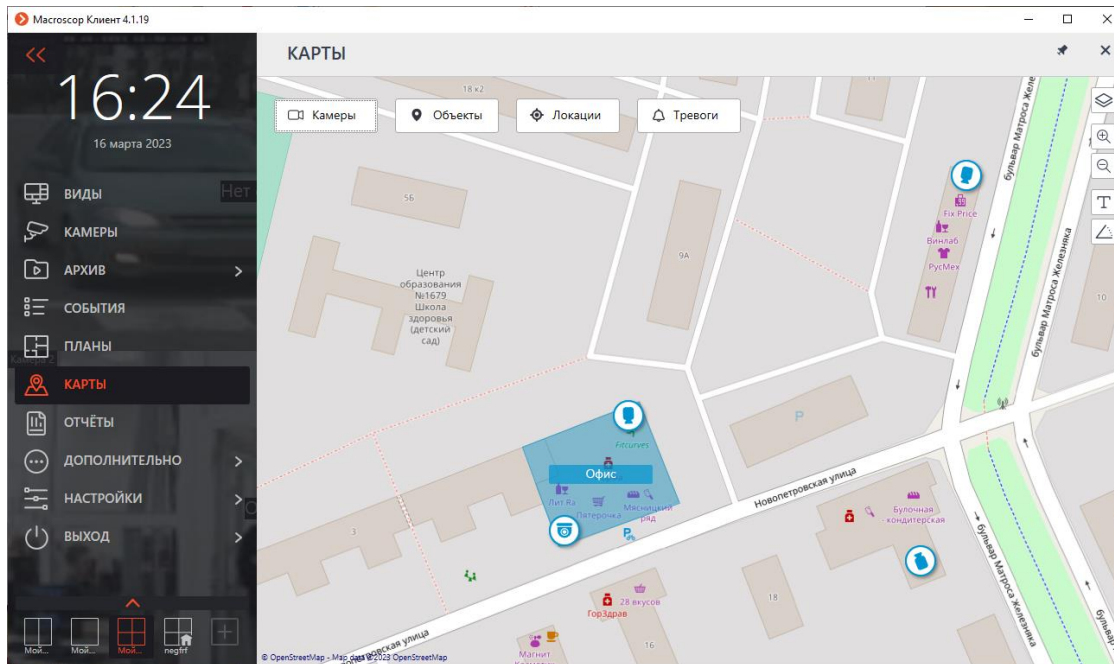 Macroscop Клиент 4.1.19
16:24
16 марта 2023
Нет
ВИДЫ
КАМЕРЫ
АРХИВ
СОБЫТИЯ
ПЛАНЫ
КАРТЫ
ОТЧЁТЫ
ДОПОЛНИТЕЛЬНО
НАСТРОЙКИ
ВЫХОД
Мой...
Мой...
Мой...
negfrf
КАРТЫ
Камеры
Объекты
Локации
Тревоги
18 к2
5Б
9А
Центр
образования
№1679
Школа
здоровья
(детский
сад)
Fix Price
Винлаб
РусМех
бульвар Матроса Желе
бульвар Матроса Железняка
10
P
Fitcurves
Офис
Лит Ra
Пятерочка
Мясницкий
ряд
P
3
Новопетровская улица
Булочная
- кондитерская
бульвар Матроса Железняка
бульвар
28 вкусов
ГорЗдрав
18
16
Магнит
новопетровская улица
© OpenStreetMap - Map data ©2023 OpenStreetMap